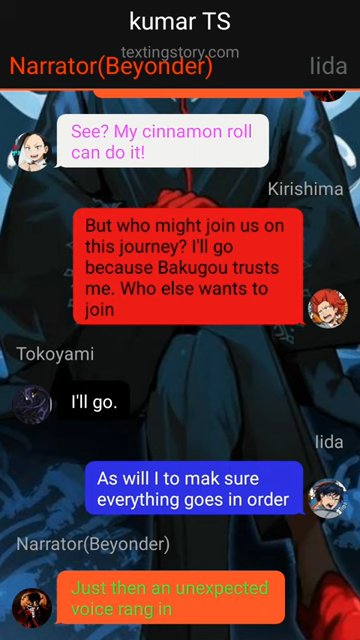 kumar TS
textingstory.com
Narrator(Beyonder)
Iida
See? My cinnamon roll
can do it!
Kirishima
But who might join us on
this journey? I'll go
because Bakugou trusts
me. Who else wants to
join
Tokoyami
I'll go.
Iida
As will I to mak sure
everything goes in order
Narrator(Beyonder)
Just then an unexpected
voice rang in